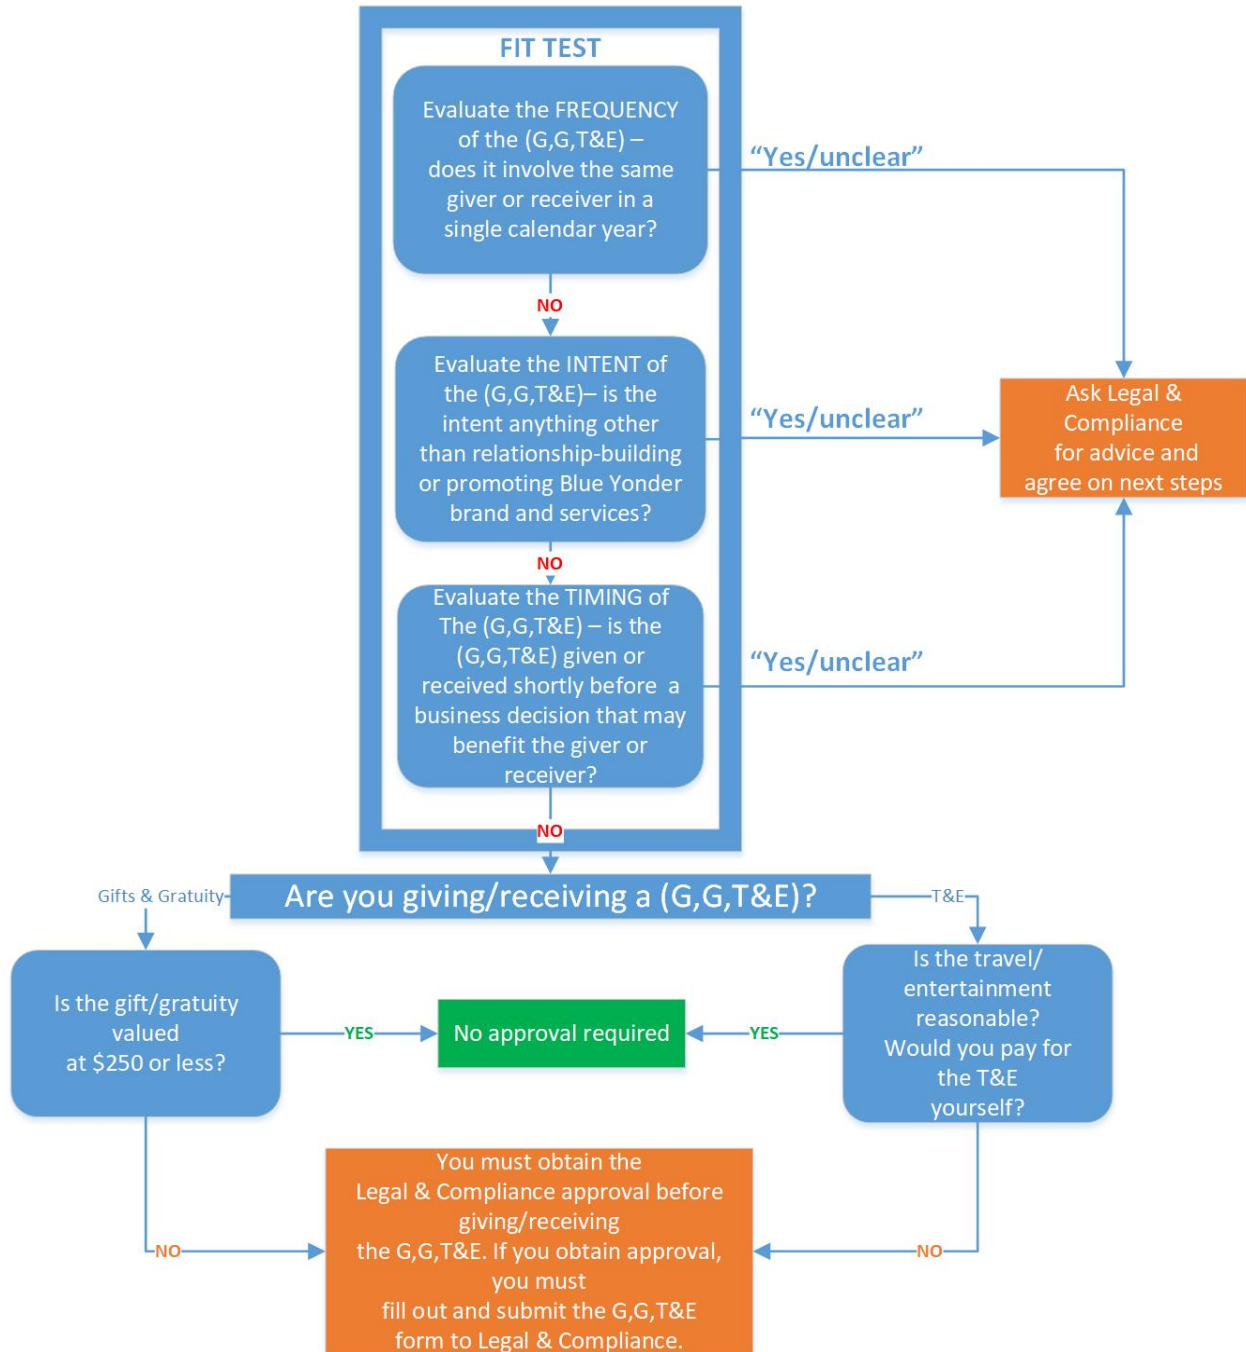 FIT TEST
Evaluate the FREQUENCY
of the (G,G,T&E) –
does it involve the same
giver or receiver in a
single calendar year?
“Yes/unclear”
NO
Evaluate the INTENT of
the (G,G,T&E)– is the
intent anything other
than relationship-building
or promoting Blue Yonder
brand and services?
“Yes/unclear”
Ask Legal &
Compliance
for advice and
agree on next steps
NO
Evaluate the TIMING of
The (G,G,T&E) – is the
(G,G,T&E) given or
received shortly before a
business decision that may
benefit the giver or
receiver?
“Yes/unclear”
NO
Are you giving/receiving a (G,G,T&E)?
Gifts & Gratuity
T&E
Is the gift/gratuity
valued
at $250 or less?
YES
No approval required
YES
Is the travel/
entertainment
reasonable?
Would you pay for
the T&E
yourself?
NO
You must obtain the
Legal & Compliance approval before
giving/receiving
the G,G,T&E. If you obtain approval,
you must
fill out and submit the G,G,T&E
form to Legal & Compliance.
NO